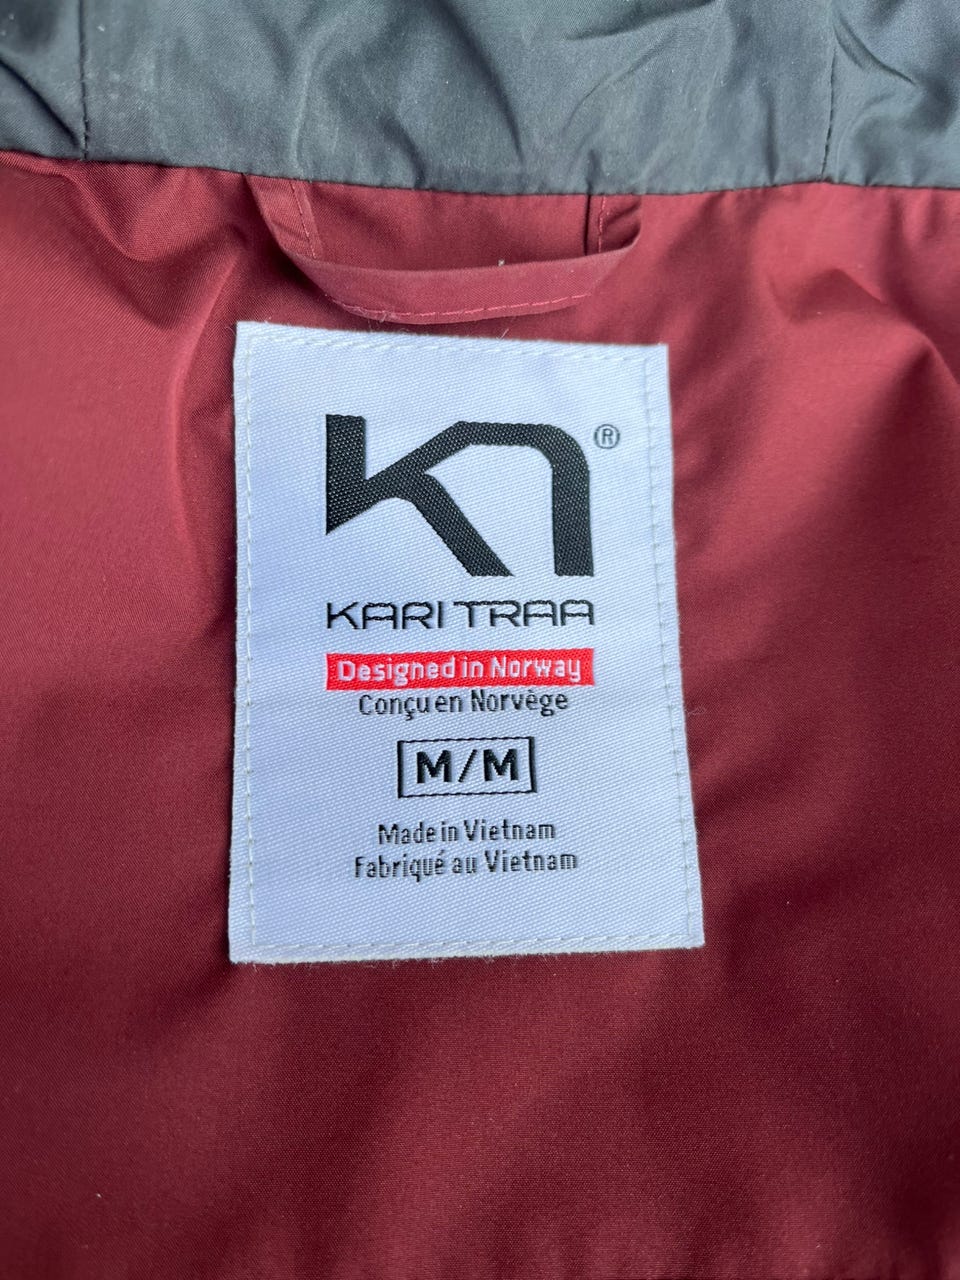 ®
KARI TRAA
Designed in Norway
Conçu en Norvège
M/M
Made in Vietnam
Fabriqué au Vietnam